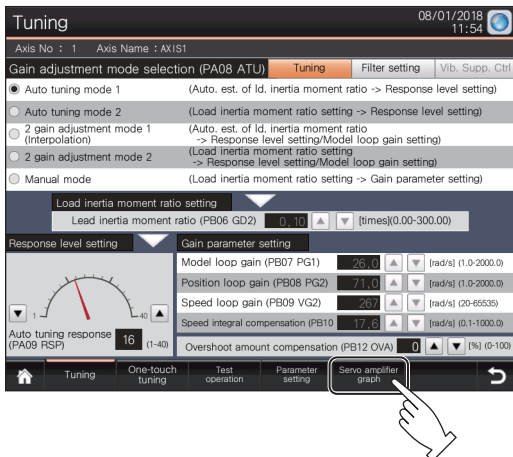 Tuning
08/01/2018
11:54
Axis No : 1 Axis Name : AXIS1
Gain adjustment mode selection (PA08 ATU) Tuning Filter setting Vib. Supp. Ctrl
Auto tuning mode 1 (Auto. est. of ld. inertia moment ratio -> Response level setting)
Auto tuning mode 2 (Load inertia moment ratio setting -> Response level setting)
2 gain adjustment mode 1 (Auto. est. of ld. inertia moment ratio
(Interpolation) -> Response level setting/Model loop gain setting)
2 gain adjustment mode 2 (Load inertia moment ratio setting
-> Response level setting/Model loop gain setting)
Manual mode (Load inertia moment ratio setting -> Gain parameter setting)
Load inertia moment ratio setting
Lead inertia moment ratio (PB06 GD2) 0.10 [times](0.00-300.00)
Response level setting
Gain parameter setting
Model loop gain (PB07 PG1) 26.0 [rad/s] (1.0-2000.0)
Position loop gain (PB08 PG2) 71.0 [rad/s] (1.0-2000.0)
Speed loop gain (PB09 VG2) 267 [rad/s] (20-65535)
Speed integral compensation (PB10 17.6 [rad/s] (0.1-1000.0)
1 40
Auto tuning response
(PA09 RSP) 16 (1-40)
Overshoot amount compensation (PB12 OVA) 0 [%] (0-100)
Tuning
One-touch
tuning
Test
operation
Parameter
setting
Servo amplifier
graph